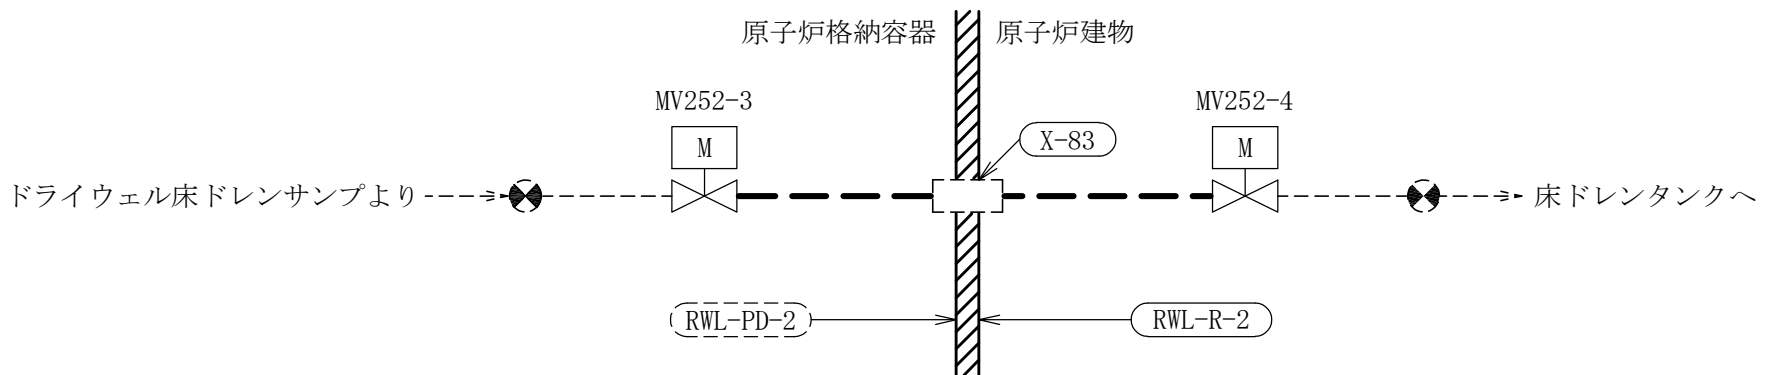 原子炉格納容器
原子炉建物
MV252-3
MV252-4
M
X-83
M
ドライウェル床ドレンサンプより
床ドレンタンクへ
RWL-PD-2
RWL-R-2